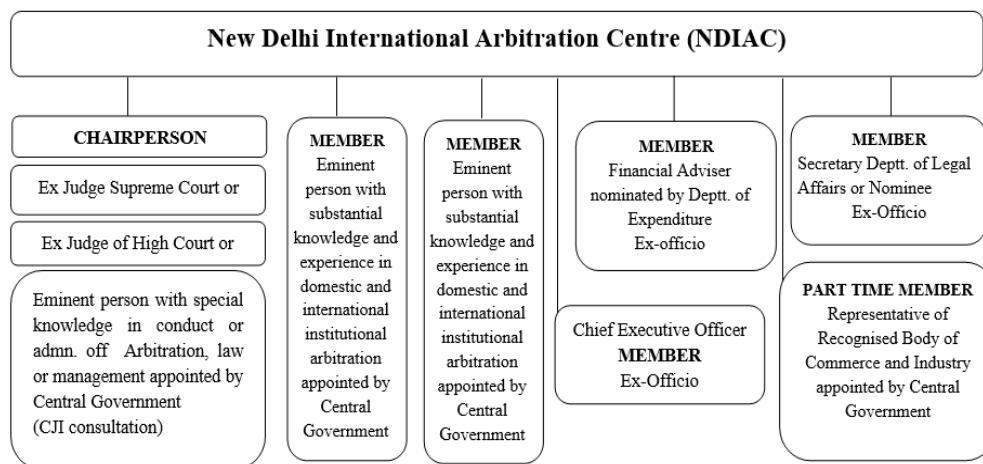 New Delhi International Arbitration Centre (NDIAC)
CHAIRPERSON
Ex Judge Supreme Court or
Ex Judge of High Court or
Eminent person with special
knowledge in conduct or
admn. off Arbitration, law
or management appointed by
Central Government
(CJI consultation)
MEMBER
Eminent
person with
substantial
knowledge and
experience in
domestic and
international
institutional
arbitration
appointed by
Central
Government
MEMBER
Eminent
person with
substantial
knowledge and
experience in
domestic and
international
institutional
arbitration
appointed by
Central
Government
MEMBER
Financial Adviser
nominated by Deptt. of
Expenditure
Ex-officio
Chief Executive Officer
MEMBER
Ex-Officio
MEMBER
Secretary Deptt. of Legal
Affairs or Nominee
Ex-Officio
PART TIME MEMBER
Representative of
Recognised Body of
Commerce and Industry
appointed by Central
Government